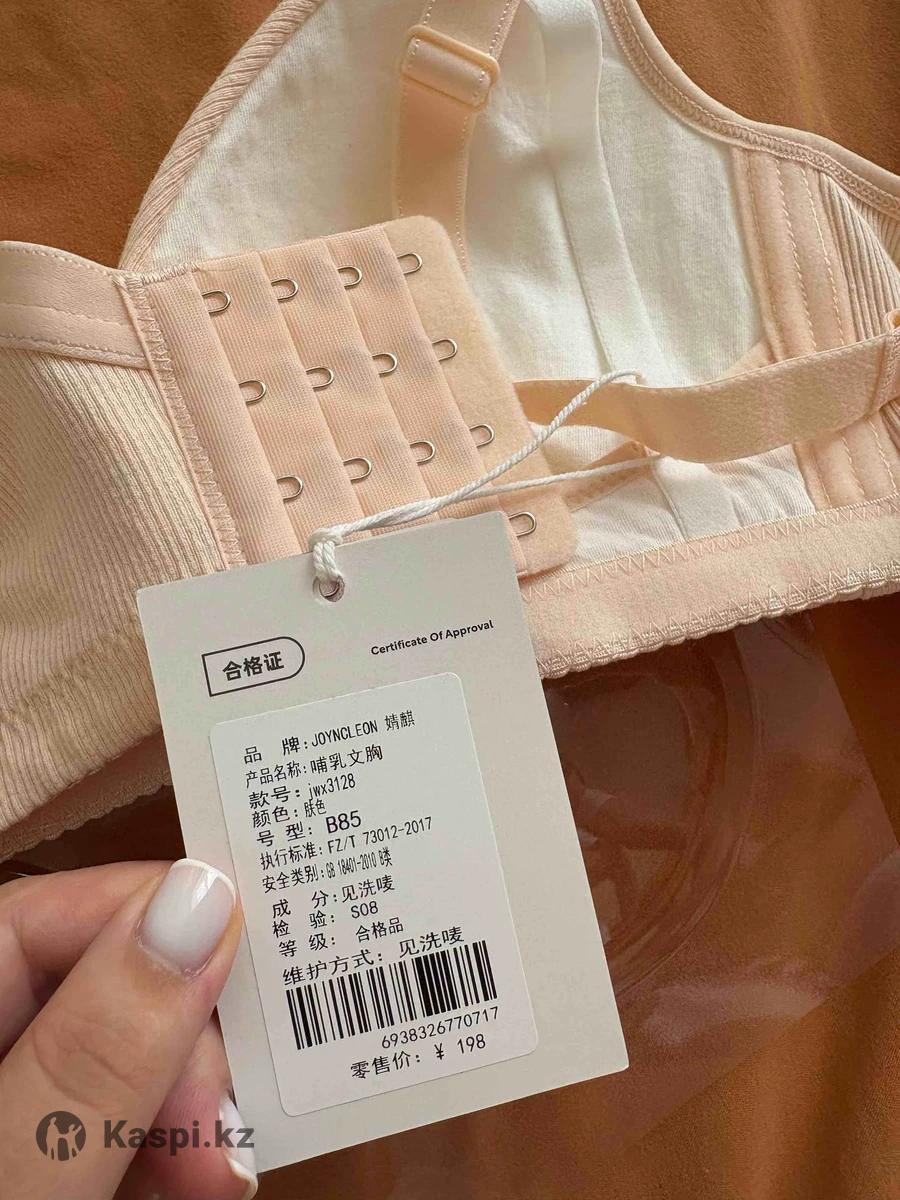 合格证
Certificate Of Approval
品 牌: JOYNCLEON 婧麒
产品名称: 哺乳文胸
款号: jwx3128
颜色: 肤色
号 型: B85
执行标准: FZ/T 73012-2017
安全类别: GB 18401-2010 B类
成 分: 见洗唛
检 验: S08
等 级: 合格品
维护方式: 见洗唛
6938326770717
零售价: ¥ 198
Kaspi.kz